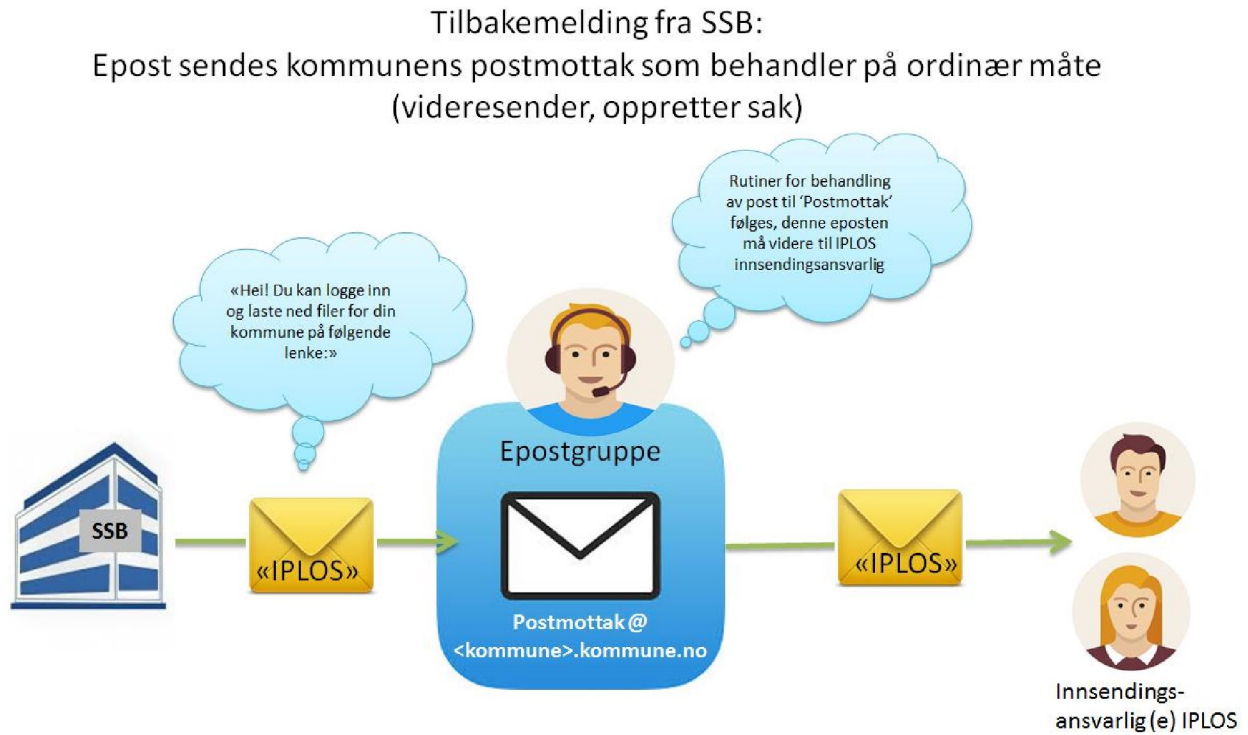 Tilbakemelding fra SSB:
Epost sendes kommunens postmottak som behandler på ordinær måte
(videresender, oppretter sak)
Rutiner for behandling
av post til ‘Postmottak’
følges, denne eposten
må videre til IPLOS
innsendingsansvarlig
«Hei! Du kan logge inn
og laste ned filer for din
kommune på følgende
lenke:»
Epostgruppe
SSB
«IPLOS»
«IPLOS»
Postmottak@
<kommune>.kommune.no
Innsendings-
ansvarlig(e) IPLOS